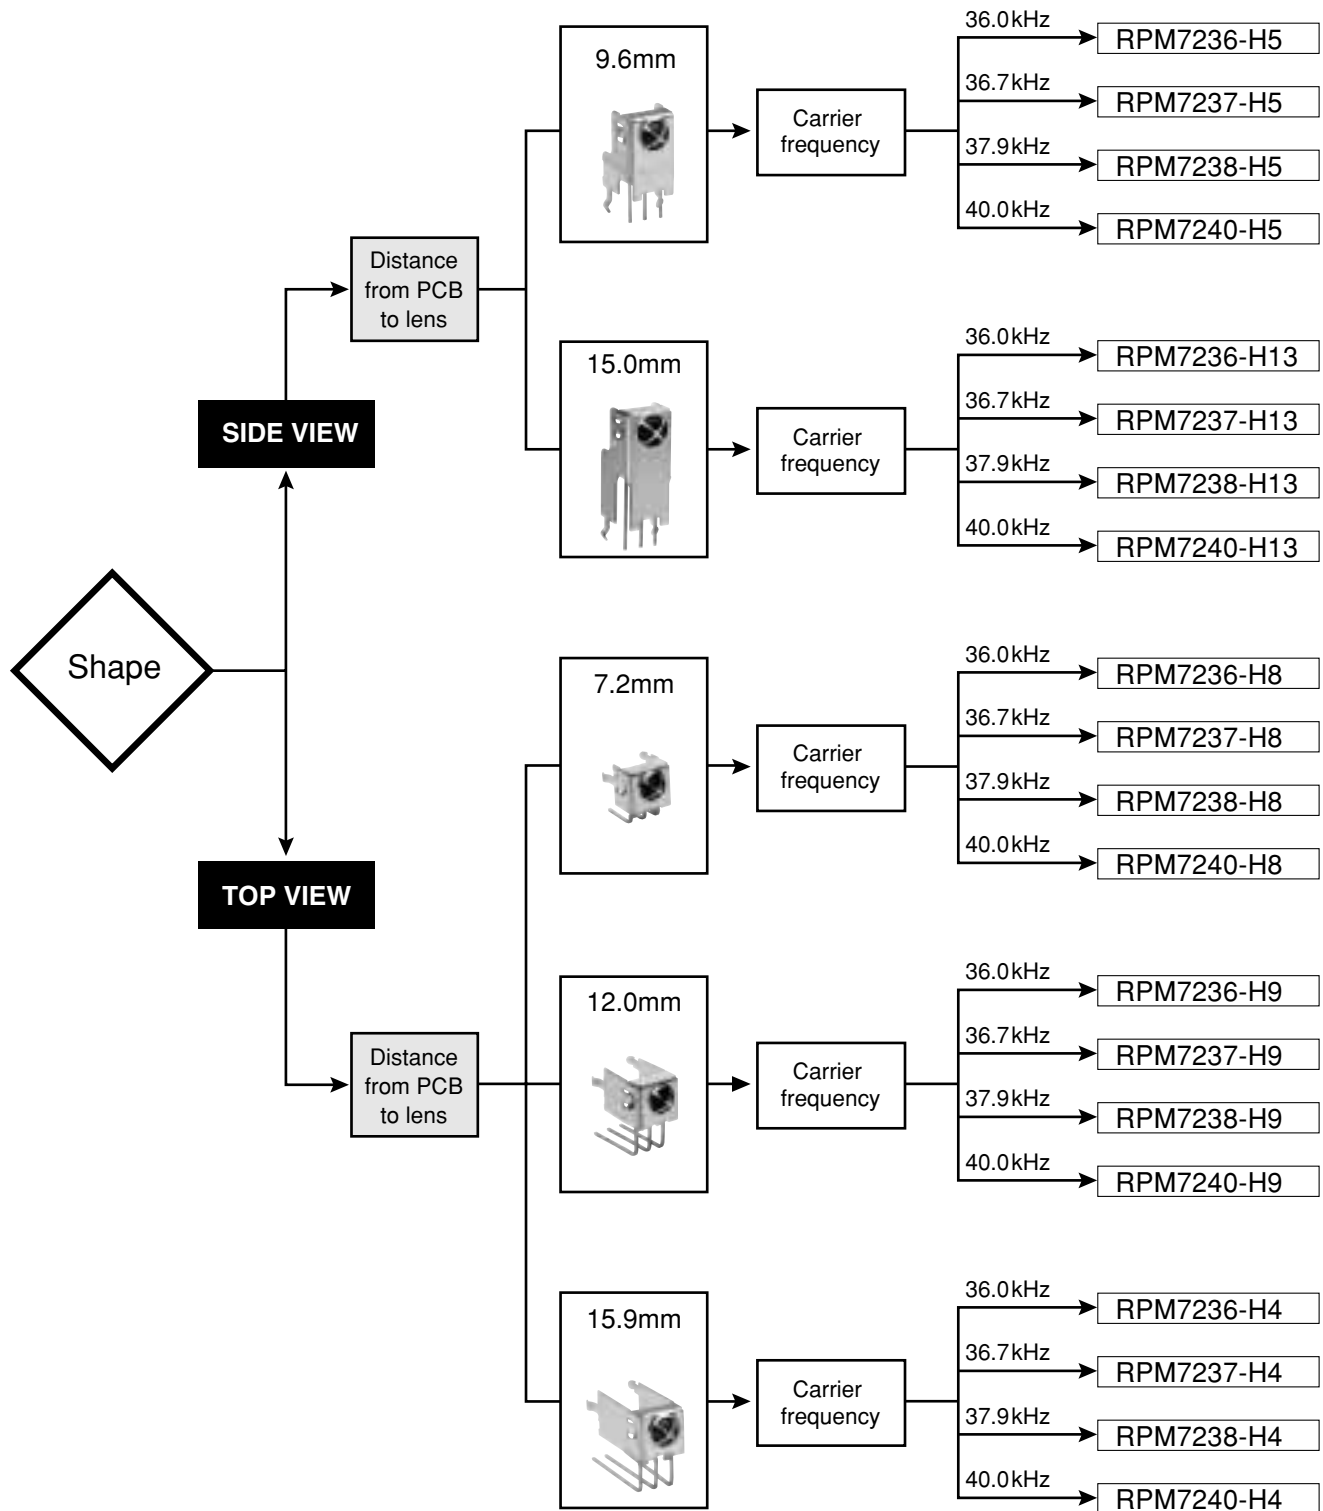 Shape
SIDE VIEW
Distance
from PCB
to lens
9.6mm
Carrier
frequency
36.0kHz
RPM7236-H5
36.7kHz
RPM7237-H5
37.9kHz
RPM7238-H5
40.0kHz
RPM7240-H5
15.0mm
Carrier
frequency
36.0kHz
RPM7236-H13
36.7kHz
RPM7237-H13
37.9kHz
RPM7238-H13
40.0kHz
RPM7240-H13
TOP VIEW
Distance
from PCB
to lens
7.2mm
Carrier
frequency
36.0kHz
RPM7236-H8
36.7kHz
RPM7237-H8
37.9kHz
RPM7238-H8
40.0kHz
RPM7240-H8
12.0mm
Carrier
frequency
36.0kHz
RPM7236-H9
36.7kHz
RPM7237-H9
37.9kHz
RPM7238-H9
40.0kHz
RPM7240-H9
15.9mm
Carrier
frequency
36.0kHz
RPM7236-H4
36.7kHz
RPM7237-H4
37.9kHz
RPM7238-H4
40.0kHz
RPM7240-H4